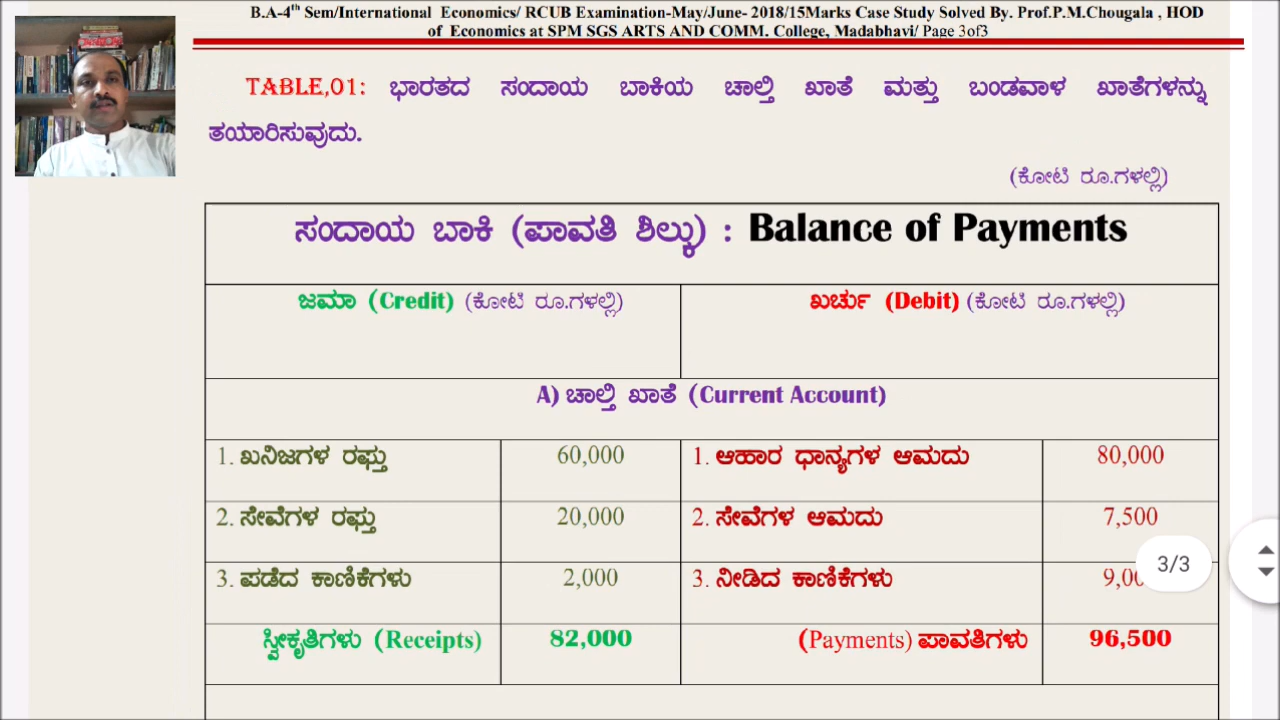 B.A-4th Sem/International Economics/ RCUB Examination-May/June- 2018/15Marks Case Study Solved By. Prof.P.M.Chougala , HOD
of Economics at SPM SGS ARTS AND COMM. College, Madabhavi/ Page 3of3
TABLE,01: ಭಾರತದ ಸಂದಾಯ ಬಾಕಿಯ ಚಾಲ್ತಿ ಖಾತೆ ಮತ್ತು ಬಂಡವಾಳ ಖಾತೆಗಳನ್ನು
ತಯಾರಿಸುವುದು.
(ಕೋಟಿ ರೂ.ಗಳಲ್ಲಿ)
ಸಂದಾಯ ಬಾಕಿ (ಪಾವತಿ ಶಿಲ್ಕು) : Balance of Payments
ಜಮಾ (Credit) (ಕೋಟಿ ರೂ.ಗಳಲ್ಲಿ) ಖರ್ಚು (Debit) (ಕೋಟಿ ರೂ.ಗಳಲ್ಲಿ)
A) ಚಾಲ್ತಿ ಖಾತೆ (Current Account)
1. ಖನಿಜಗಳ ರಫ್ತು 60,000 1. ಆಹಾರ ಧಾನ್ಯಗಳ ಆಮದು 80,000
2. ಸೇವೆಗಳ ರಫ್ತು 20,000 2. ಸೇವೆಗಳ ಆಮದು 7,500
3. ಪಡೆದ ಕಾಣಿಕೆಗಳು 2,000 3. ನೀಡಿದ ಕಾಣಿಕೆಗಳು
3/3
ಸ್ವೀಕೃತಿಗಳು (Receipts) 82,000 (Payments) ಪಾವತಿಗಳು 96,500